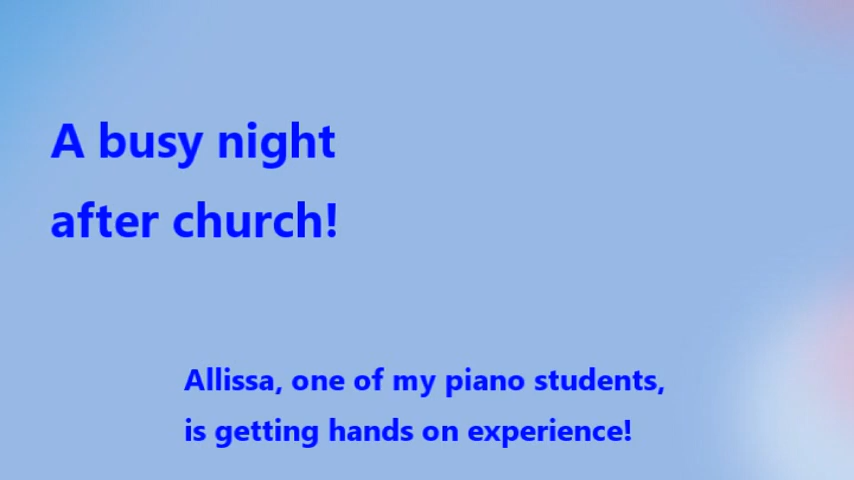 A busy night
after church!
Allissa, one of my piano students,
is getting hands on experience!